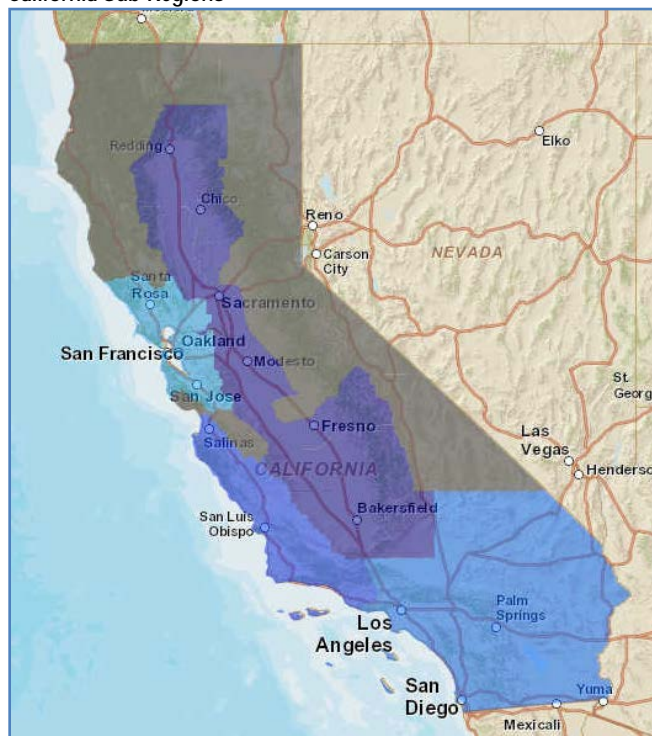 California Sub-Regions
Redding
Elko
Chico
Reno
Carson
City
NEVADA
Santa
Rosa
Sacramento
San Francisco
Oakland
Modesto
San Jose
St.
Georg
Salinas
Fresno
Las
Vegas
Henderso
CALIFORNIA
San Luis
Obispo
Bakersfield
Palm
Springs
Los
Angeles
San
Diego
Yuma
Mexicali